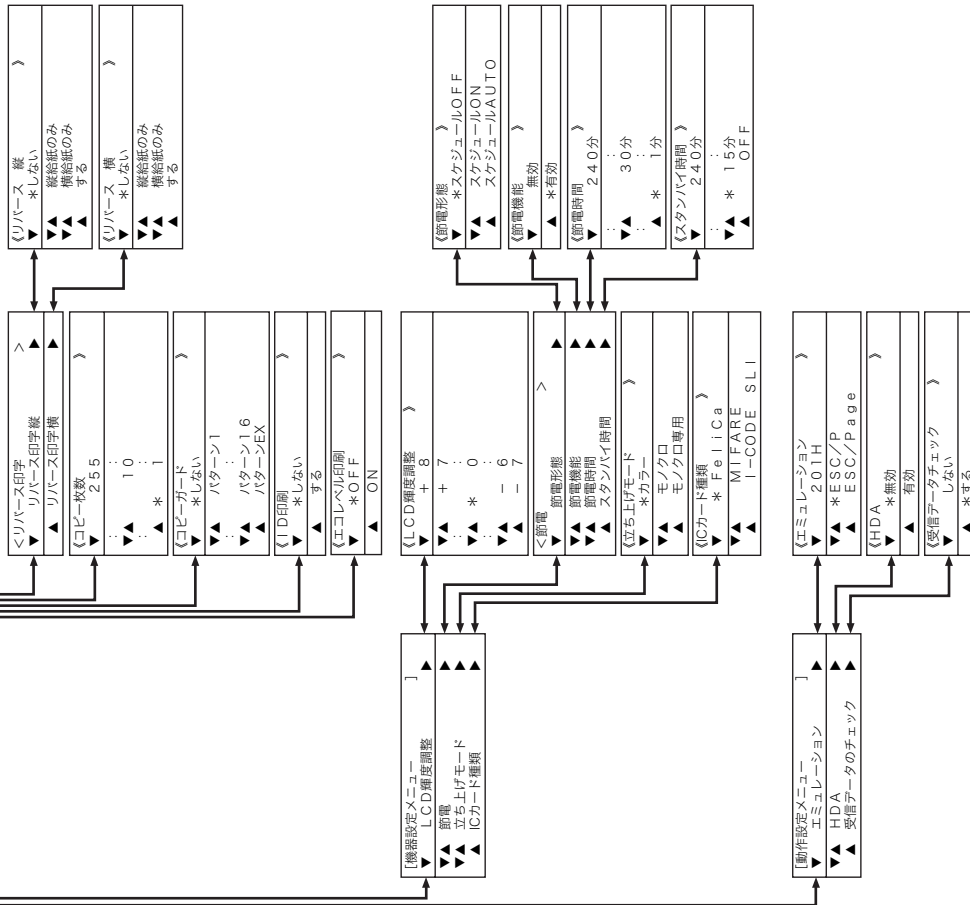 <リバース印字 >
▼ リバース印字縦 ▶
▲ リバース印字横 ▶
《リバース 縦 》
▼ *しない
▼▲ 縦給紙のみ
▼▲ 横給紙のみ
▲ する
《リバース 横 》
▼ *しない
▼▲ 縦給紙のみ
▼▲ 横給紙のみ
▲ する
《コピー枚数 》
▼ 255
: :
▼▲ 10
: :
▲ * 1
《コピーガード 》
▼ *しない
▼▲ パターン1
: :
▼▲ パターン16
▲ パターンEX
《ID印刷 》
▼ *しない
▲ する
《エコレベル印刷 》
▼ *OFF
▲ ON
[機器設定メニュー ]
▼ LCD輝度調整 ▶
▼▲ 節電 ▶
▼▲ 立ち上げモード ▶
▲ ICカード種類 ▶
《LCD輝度調整 》
▼ +8
▼▲ +7
: :
▼▲ * 0
: :
▼▲ −6
▲ −7
<節電 >
▼ 節電形態 ▶
▼▲ 節電機能 ▶
▼▲ 節電時間 ▶
▲ スタンバイ時間 ▶
《節電形態 》
▼ *スケジュールOFF
▼▲ スケジュールON
▲ スケジュールAUTO
《節電機能 》
▼ 無効
▲ *有効
《節電時間 》
▼ 240分
: :
▼▲ 30分
: :
▲ * 1分
《スタンバイ時間 》
▼ 240分
: :
▼▲ * 15分
▲ OFF
《立ち上げモード 》
▼ *カラー
▼▲ モノクロ
▲ モノクロ専用
《ICカード種類 》
▼ * FeliCa
▼▲ MIFARE
▲ I-CODE SLI
[動作設定メニュー ]
▼ エミュレーション ▶
▼▲ HDA ▶
▲ 受信データのチェック ▶
《エミュレーション 》
▼ 201H
▼▲ *ESC/P
▲ ESC/Page
《HDA 》
▼ *無効
▲ 有効
《受信データチェック 》
▼ しない
▲ *する